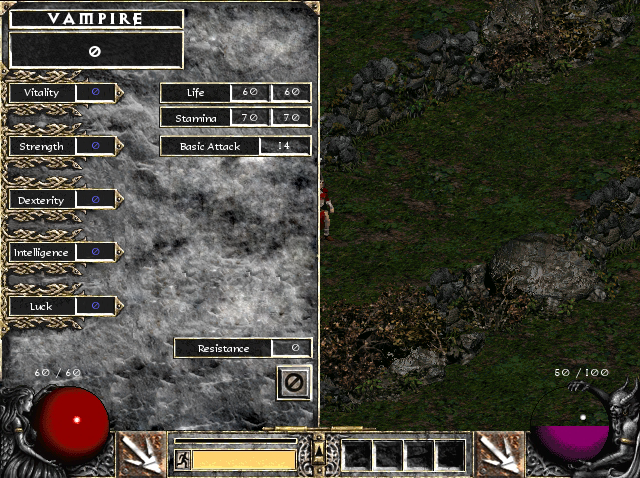 VAMPIRE
0
Vitality 0
Life 60 60
Stamina 70 70
Strength 0
Basic Attack 14
Dexterity 0
Intelligence 0
Luck 0
Resistance 0
60 / 60
50 / 100